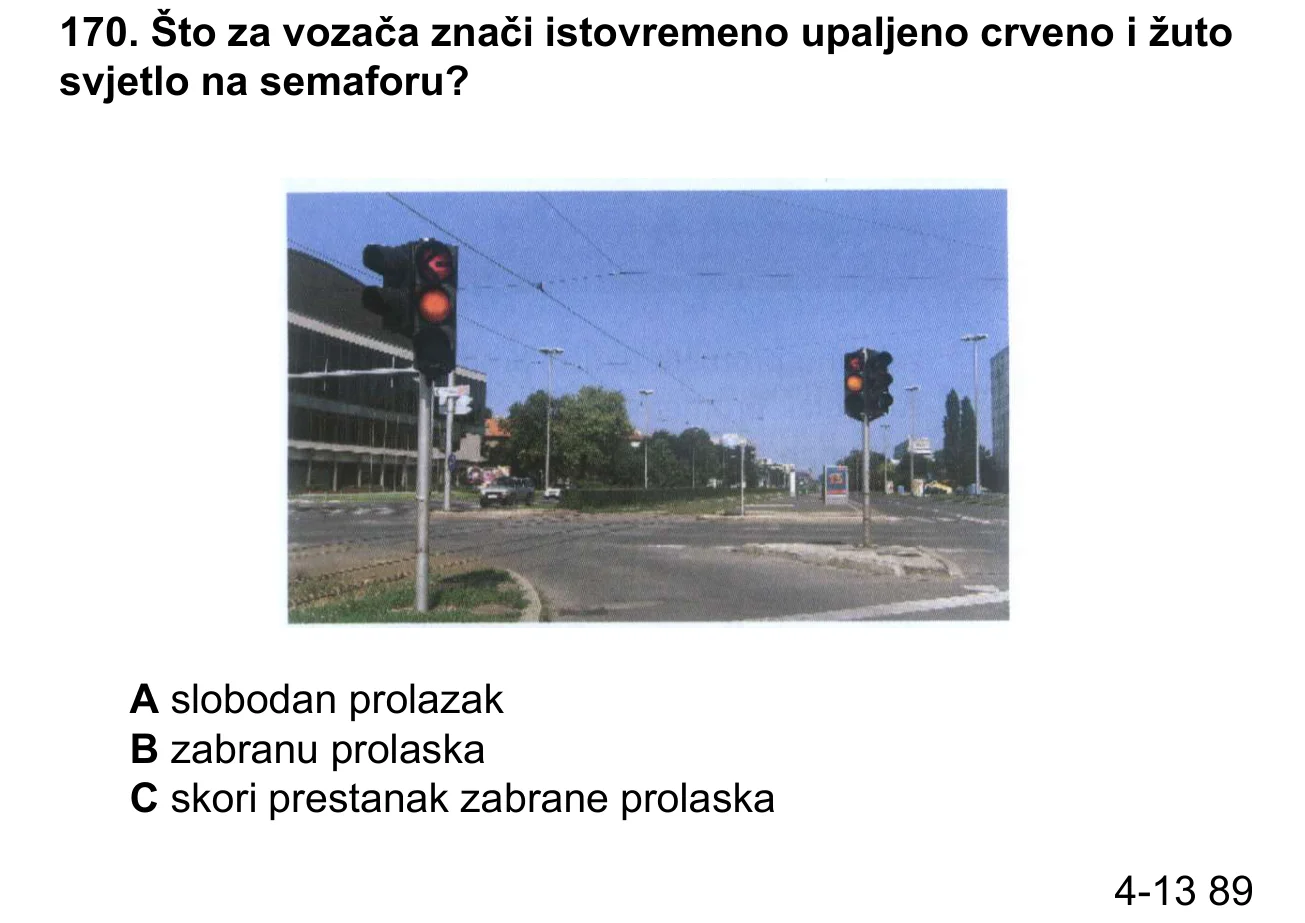 170. Što za vozača znači istovremeno upaljeno crveno i žuto
svjetlo na semaforu?
A slobodan prolazak
B zabranu prolaska
C skori prestanak zabrane prolaska
4-13 89